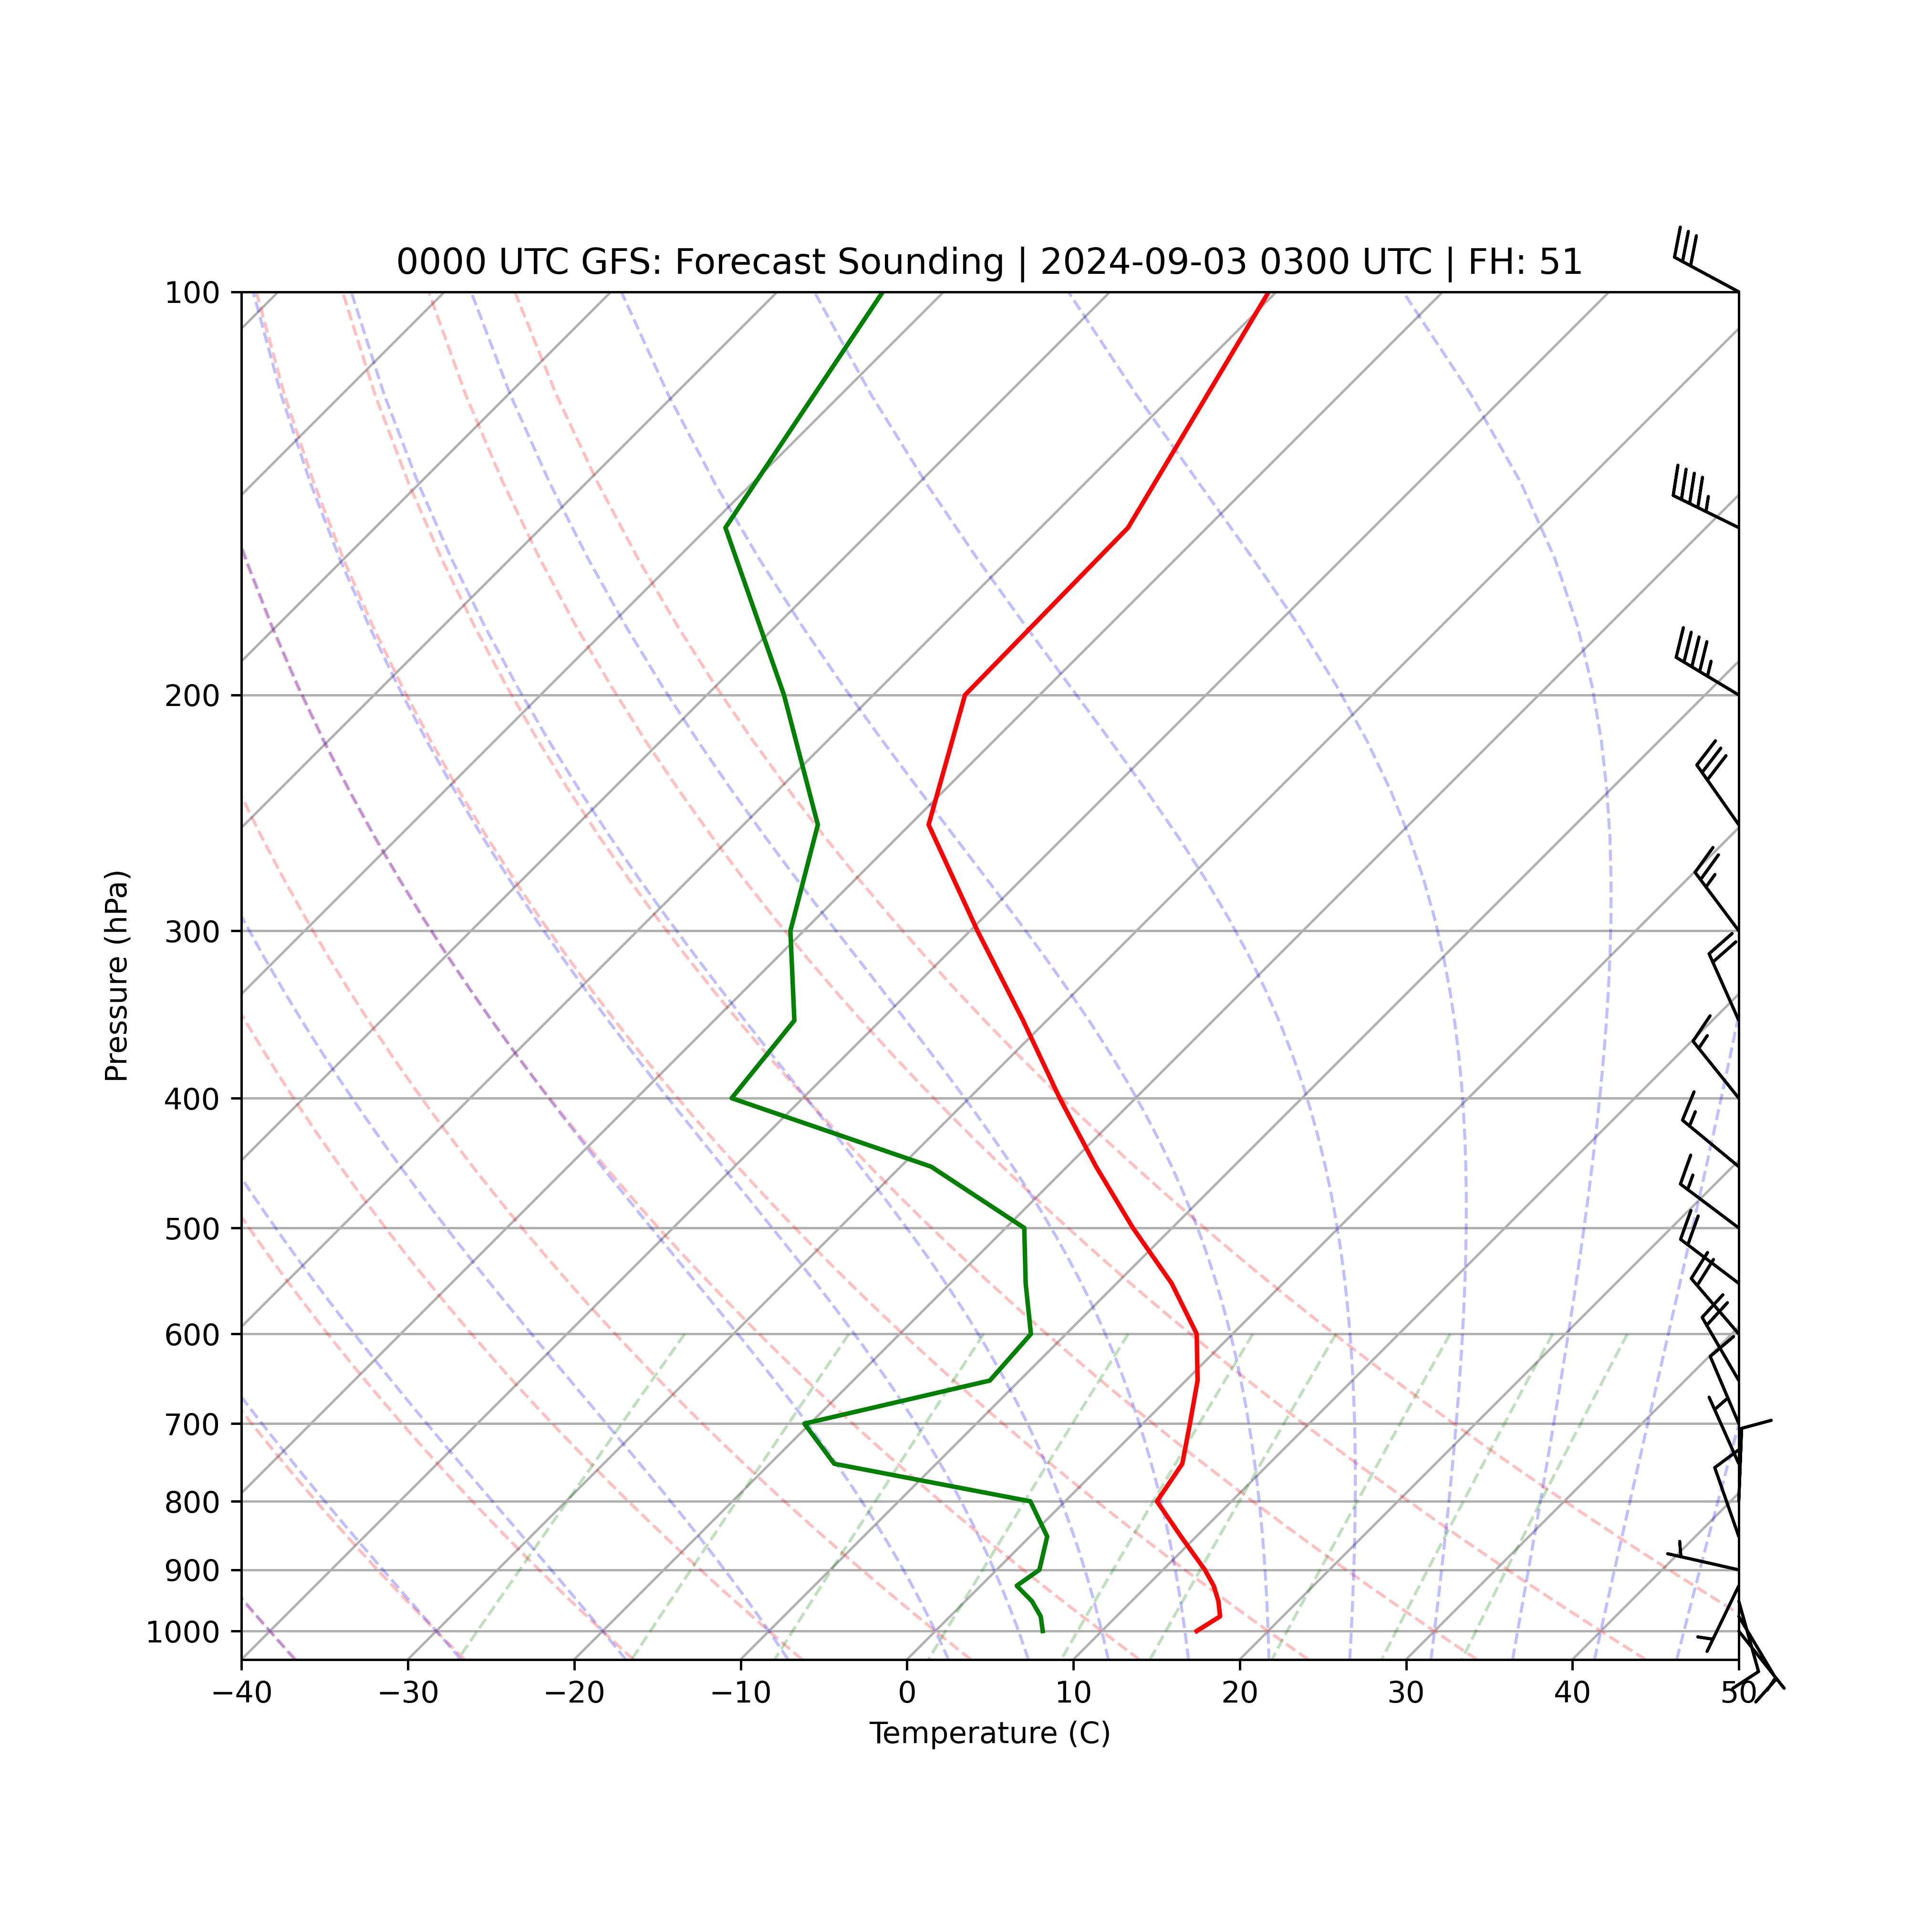 0000 UTC GFS: Forecast Sounding | 2024-09-03 0300 UTC | FH: 51
100
200
300
400
500
600
700
800
900
1000
Pressure (hPa)
−40 −30 −20 −10 0 10 20 30 40 50
Temperature (C)